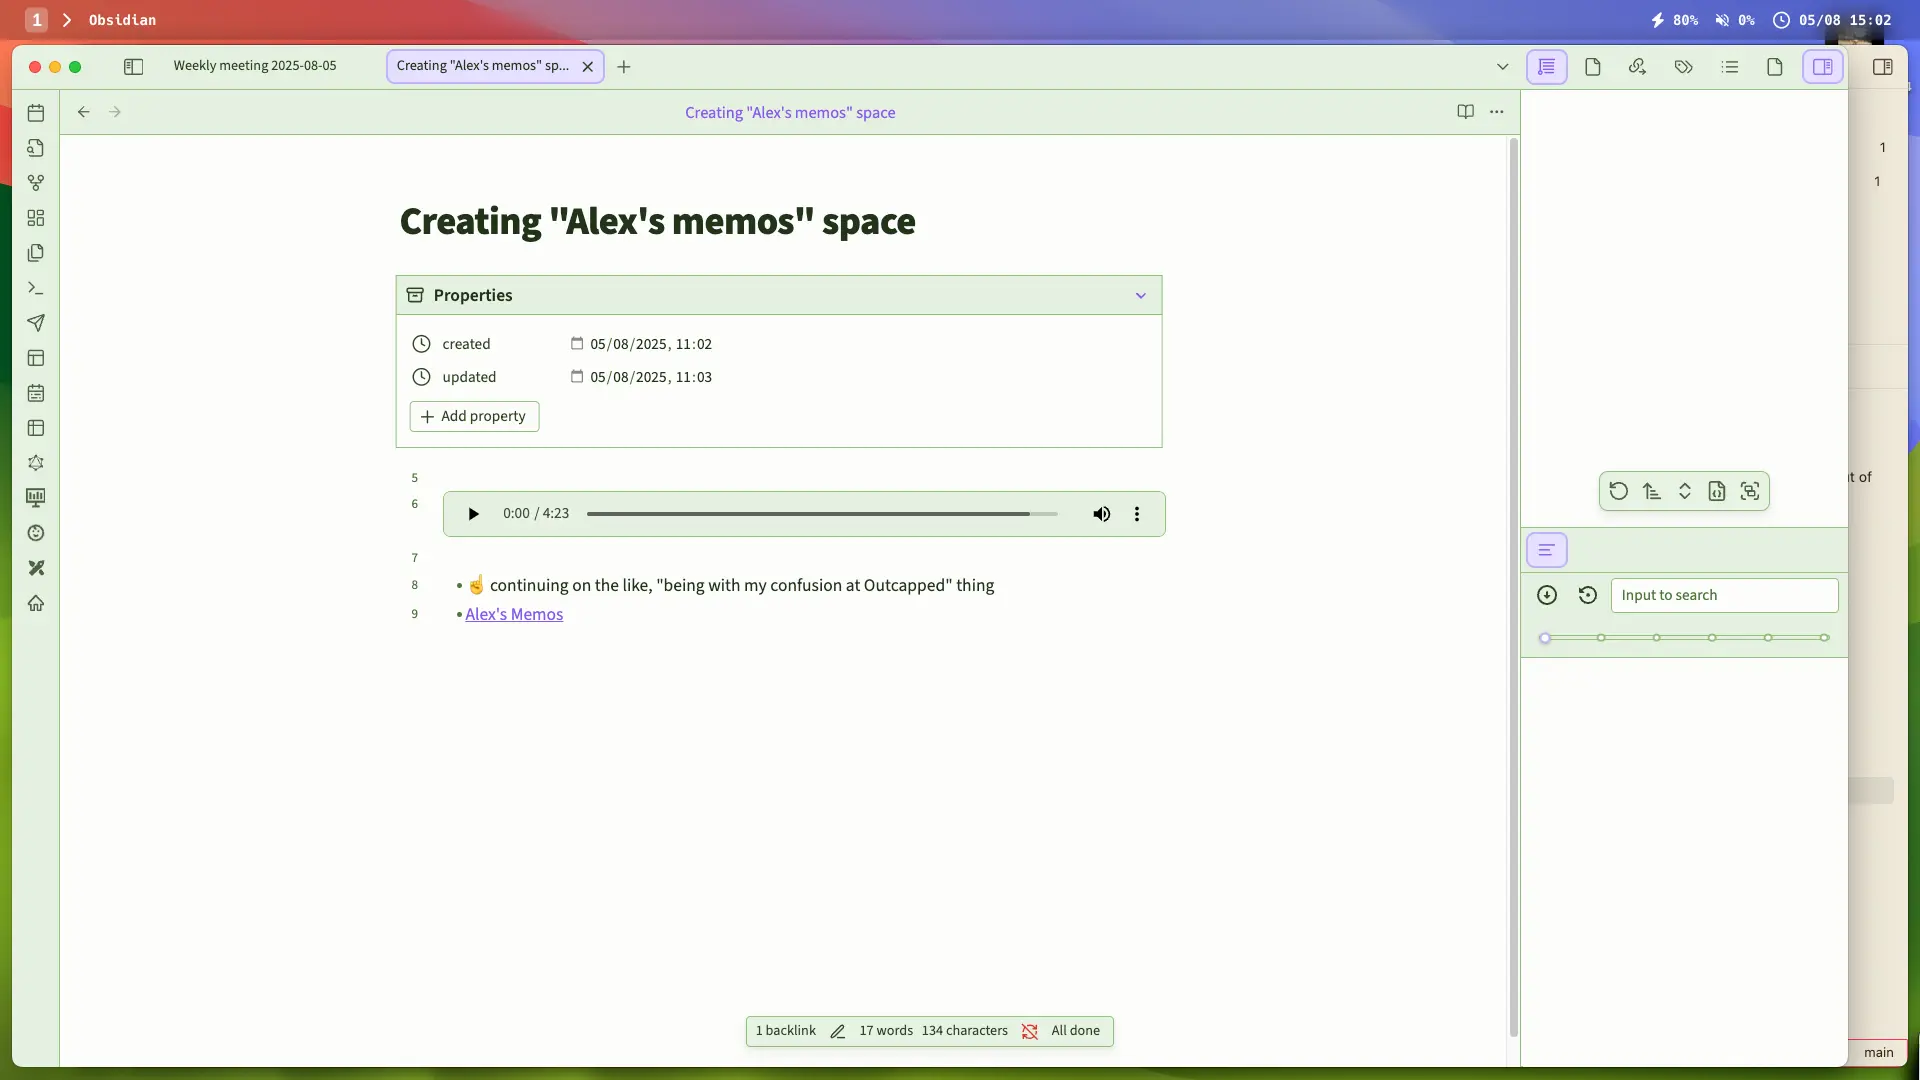 1 Obsidian 80% 0% 05/08 15:02
Weekly meeting 2025-08-05
Creating "Alex's memos" sp...
Creating "Alex's memos" space
Creating "Alex's memos" space
Properties
created 05/08/2025, 11:02
updated 05/08/2025, 11:03
Add property
5
6 0:00 / 4:23
7
8 • ☝ continuing on the like, "being with my confusion at Outcapped" thing
9 • Alex's Memos
1 backlink 17 words 134 characters All done
Input to search
1
1
of
main